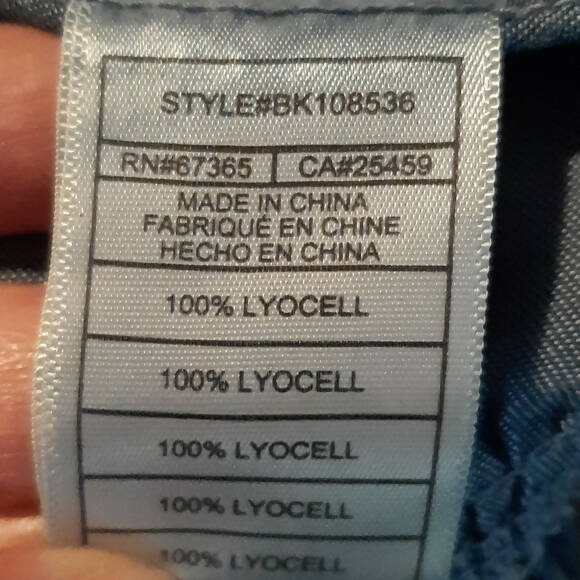 STYLE#BK108536
RN#67365 CA#25459
MADE IN CHINA
FABRIQUÉ EN CHINE
HECHO EN CHINA
100% LYOCELL
100% LYOCELL
100% LYOCELL
100% LYOCELL
100% LYOCELL